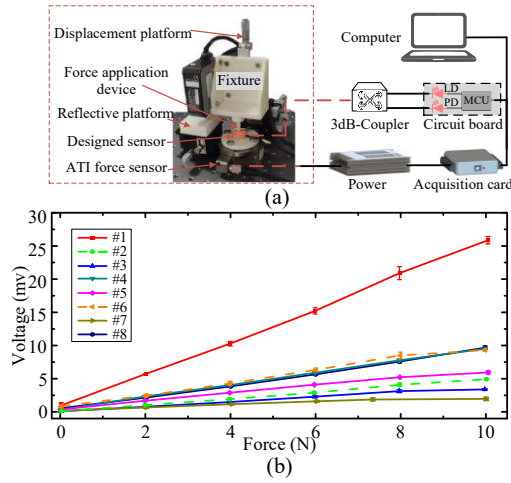 Displacement platform
Force application
device
Reflective platform
Designed sensor
ATI force sensor
Fixture
Computer
LD
PD
MCU
3dB-Coupler
Circuit board
Power
Acquisition card
(a)
30
25
20
15
10
5
0
Voltage (mv)
#1
#2
#3
#4
#5
#6
#7
#8
0
2
4
6
8
10
Force (N)
(b)